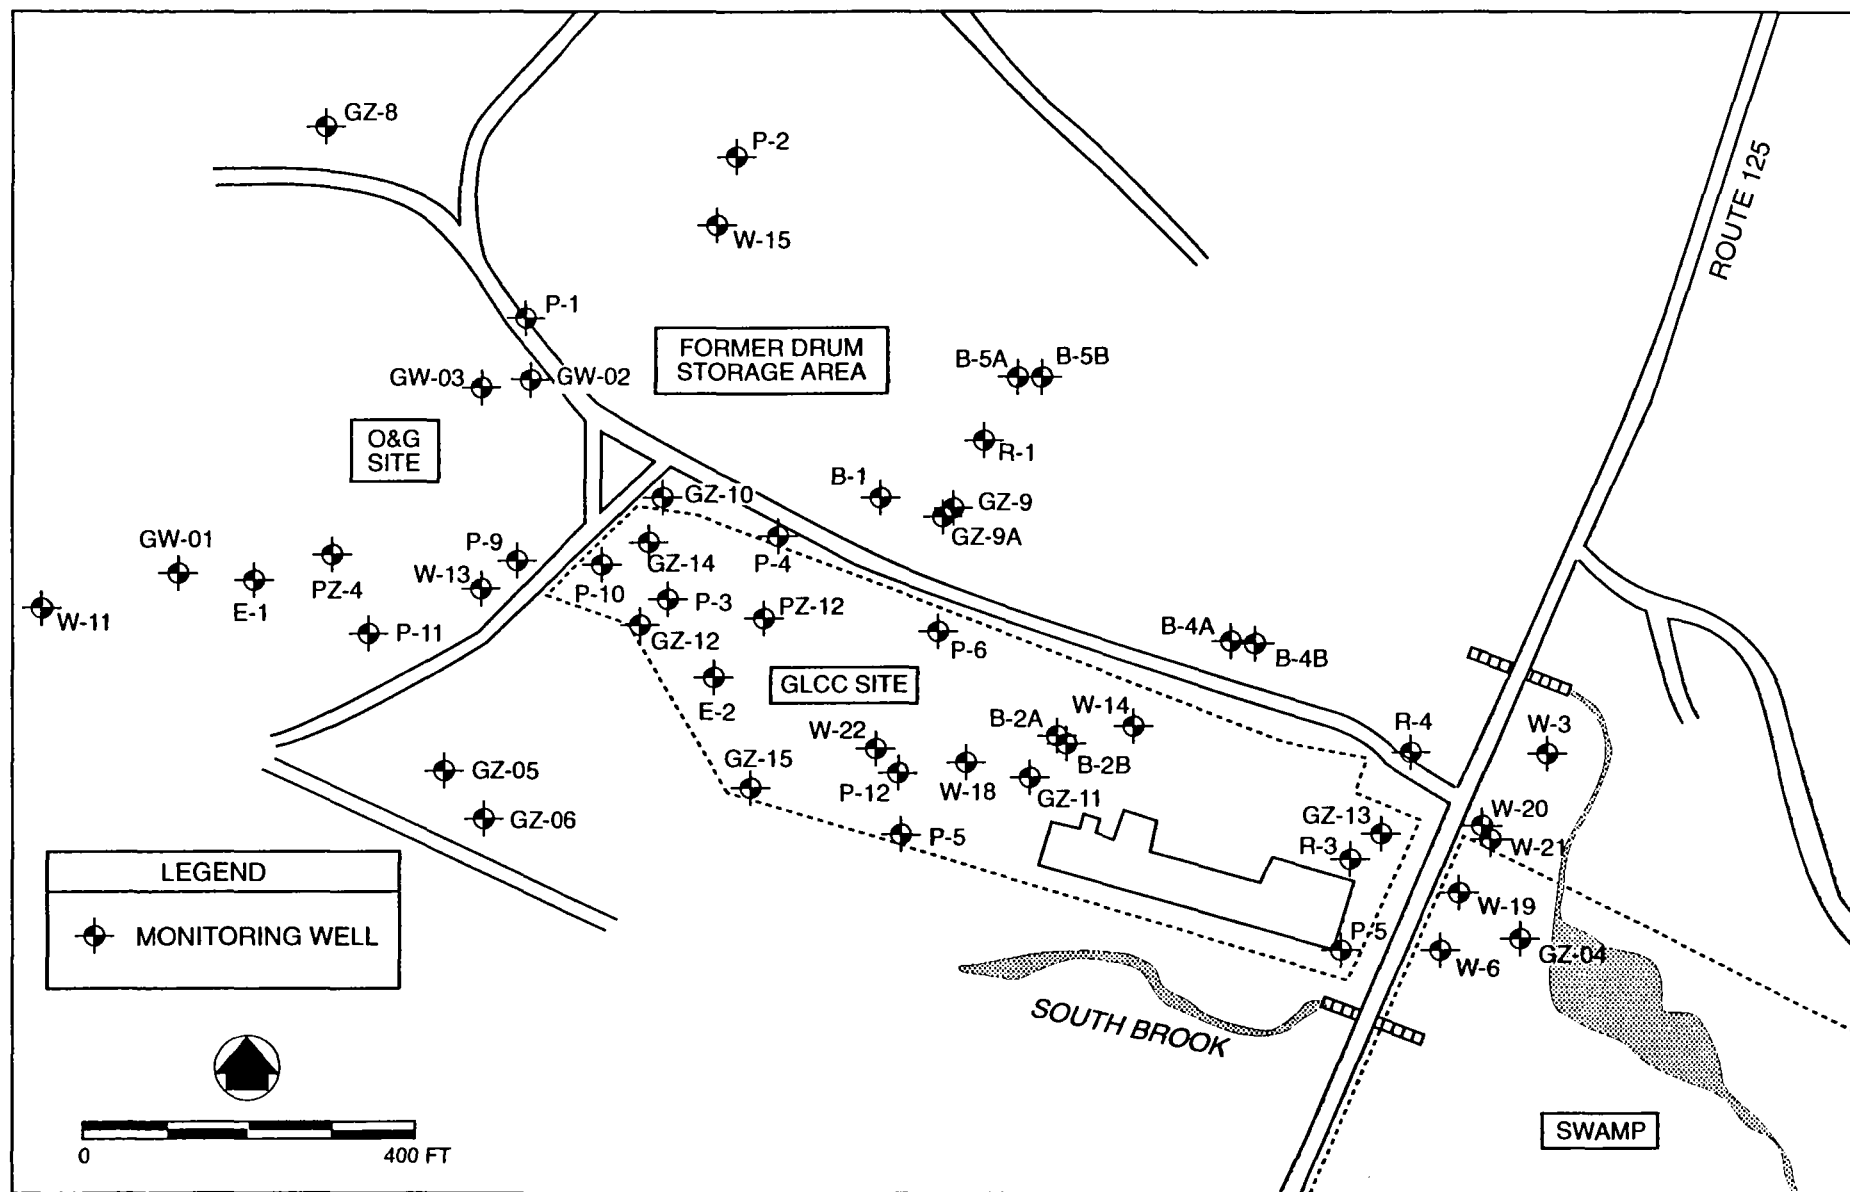 GZ-8
P-2
W-15
ROUTE 125
P-1
FORMER DRUM
STORAGE AREA
B-5A
B-5B
GW-03
GW-02
O&G
SITE
R-1
B-1
GZ-10
GZ-9
GZ-9A
GW-01
P-9
GZ-14
P-4
W-13
PZ-4
E-1
P-10
P-3
PZ-12
W-11
P-11
GZ-12
P-6
B-4A
B-4B
GLCC SITE
E-2
W-14
B-2A
R-4
W-3
W-22
B-2B
GZ-05
GZ-15
P-12
W-18
GZ-11
GZ-06
P-5
GZ-13
R-3
W-20
W-21
LEGEND
MONITORING WELL
W-19
P-5
W-6
GZ-04
SOUTH BROOK
SWAMP
0
400 FT